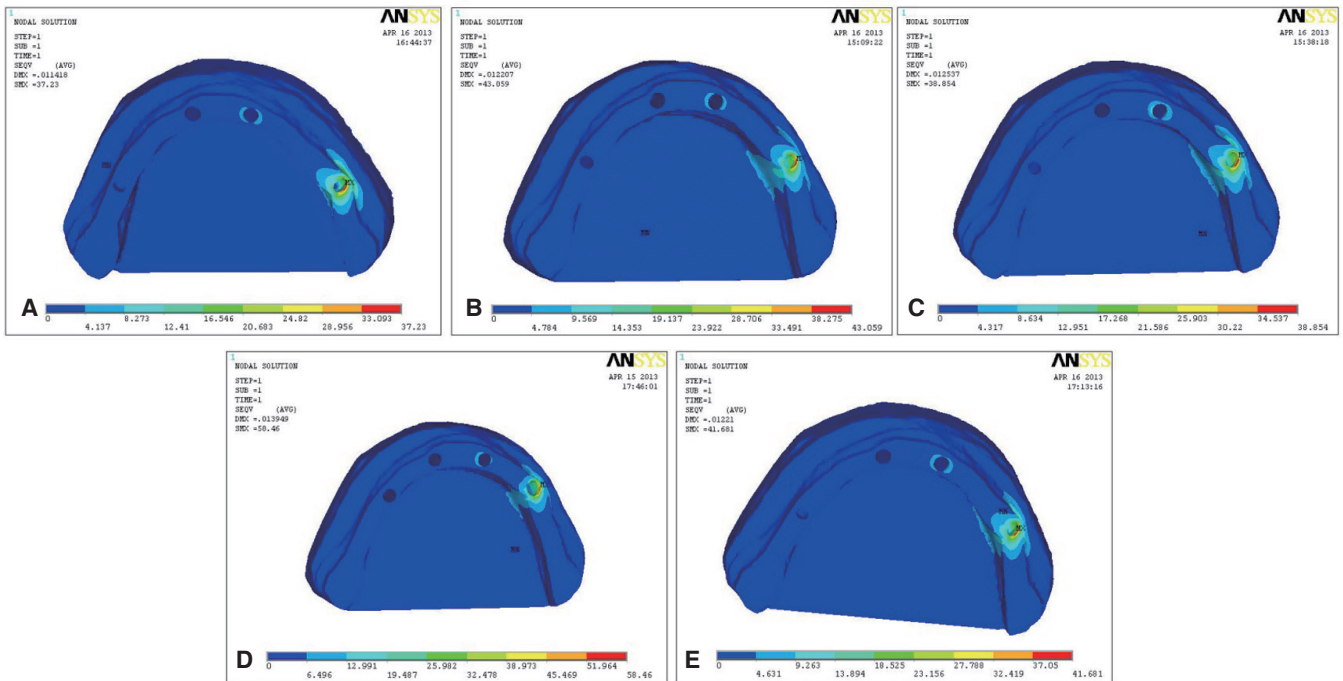 1
NODAL SOLUTION
STEP=1
SUB =1
TIME=1
SEQV (AVG)
DMX =.011418
SMX =37.23
ANSYS
APR 16 2013
16:44:37
MX
A
0 8.273 16.546 24.82 33.093
4.137 12.41 20.683 28.956 37.23
1
NODAL SOLUTION
STEP=1
SUB =1
TIME=1
SEQV (AVG)
DMX =.012207
SMX =43.059
ANSYS
APR 16 2013
15:09:22
B
0 9.569 19.137 28.706 38.275
4.784 14.353 23.922 33.491 43.059
1
NODAL SOLUTION
STEP=1
SUB =1
TIME=1
SEQV (AVG)
DMX =.012537
SMX =38.854
ANSYS
APR 16 2013
15:38:18
MX
C
0 8.634 17.268 25.903 34.537
4.317 12.951 21.586 30.22 38.854
1
NODAL SOLUTION
STEP=1
SUB =1
TIME=1
SEQV (AVG)
DMX =.013949
SMX =58.46
ANSYS
APR 15 2013
17:46:01
D
0 12.991 25.982 38.973 51.964
6.496 19.487 32.478 45.469 58.46
1
NODAL SOLUTION
STEP=1
SUB =1
TIME=1
SEQV (AVG)
DMX =.01221
SMX =41.681
ANSYS
APR 16 2013
17:13:16
MX
E
0 9.263 18.525 27.788 37.05
4.631 13.894 23.156 32.419 41.681